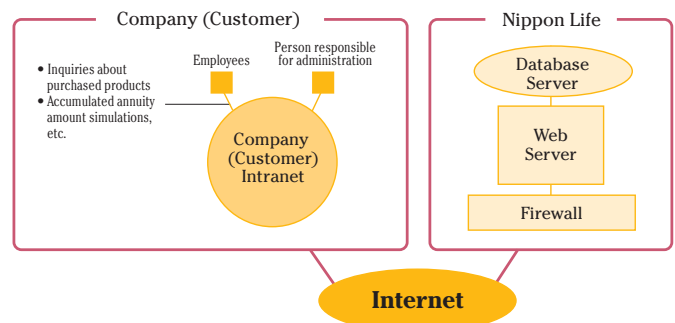 Company (Customer)
• Inquiries about
purchased products
• Accumulated annuity
amount simulations,
etc.
Employees
Person responsible
for administration
Company
(Customer)
Intranet
Nippon Life
Database
Server
Web
Server
Firewall
Internet